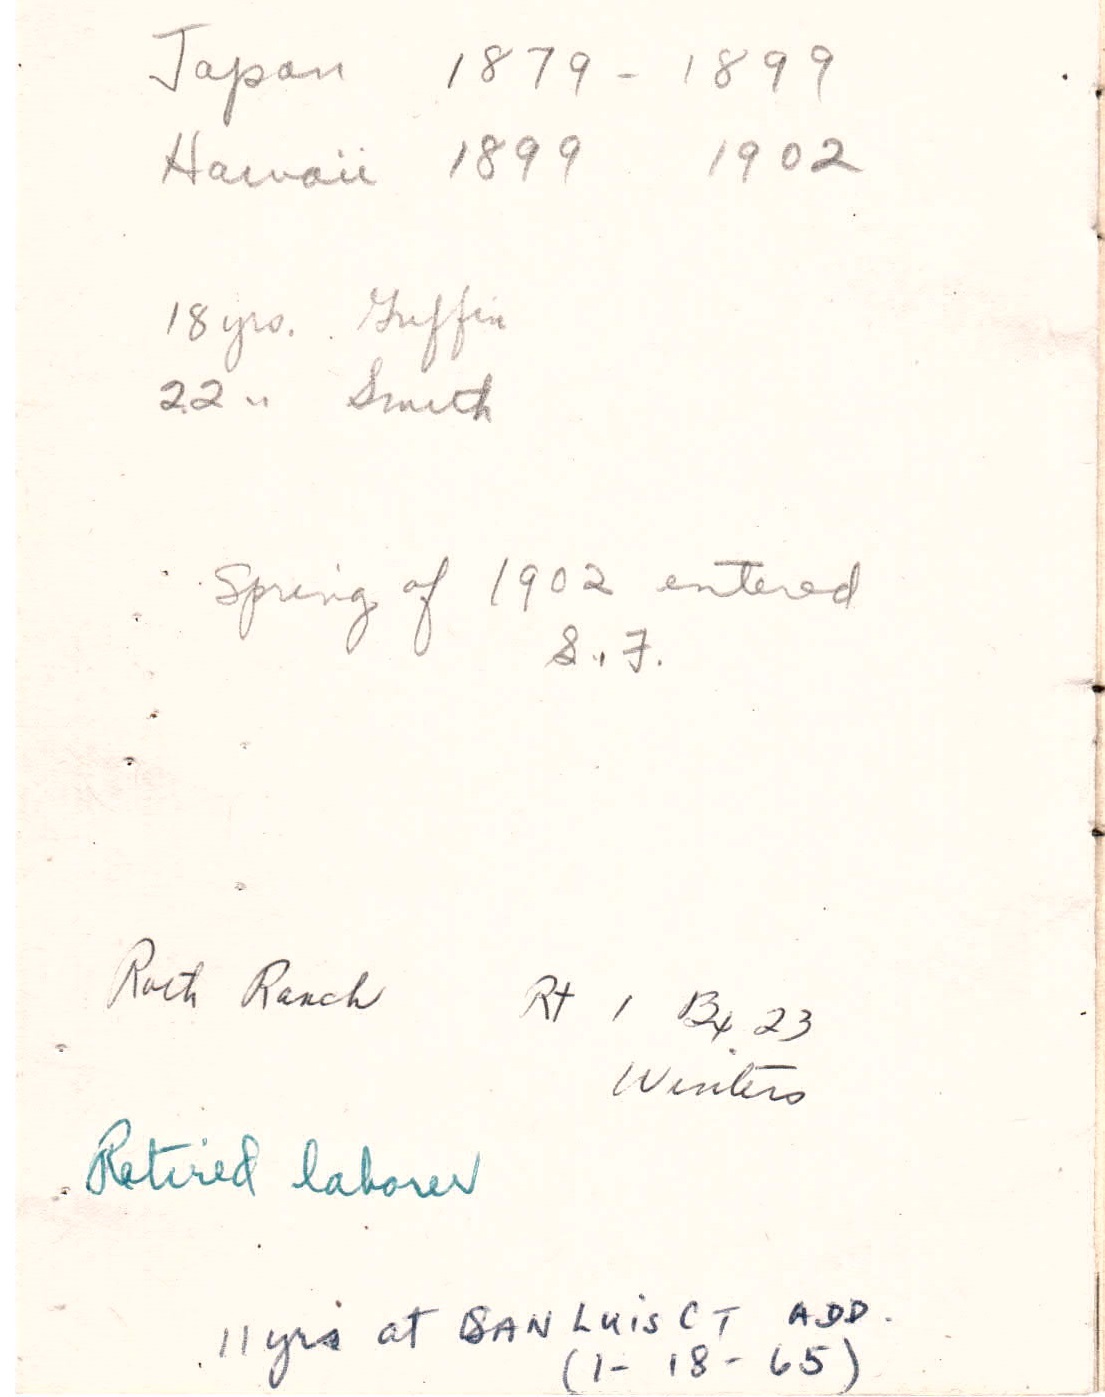 Japan 1879 - 1899
Hawaii 1899 1902
18 yrs. Griffin
22 " Smith
Spring of 1902 entered
S. F.
Roth Ranch Rt 1 Bx 23
Winters
Retired laborer
11 yrs at SAN LUIS CT ADD.
(1- 18 - 65)